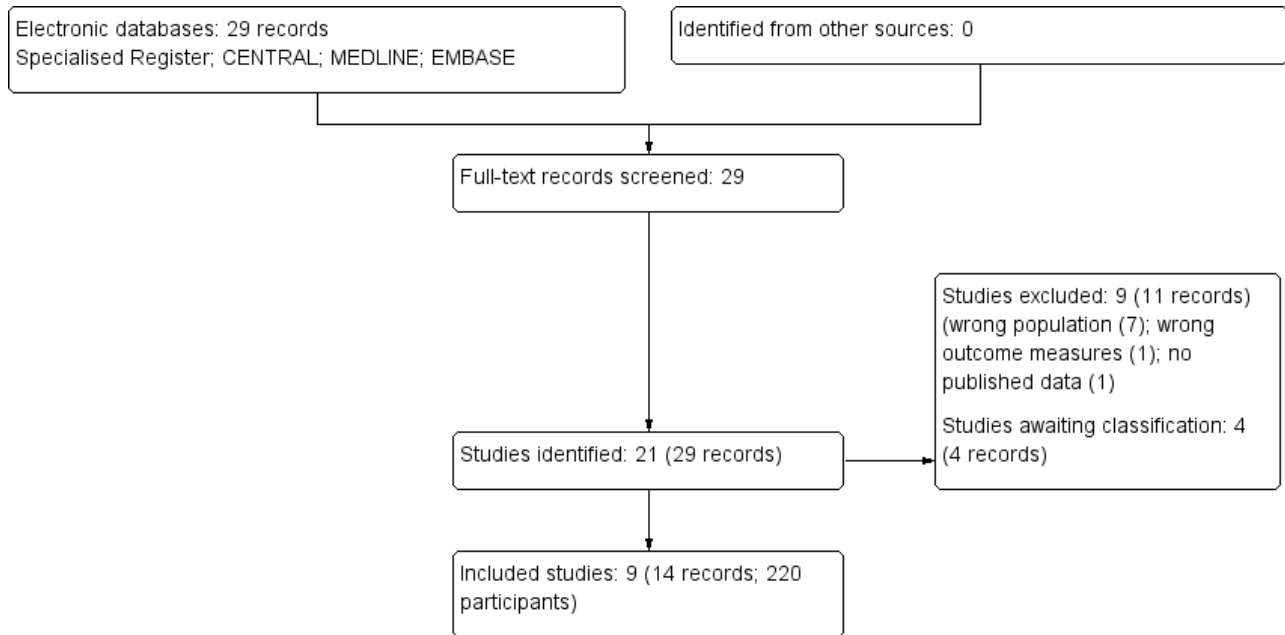 Electronic databases: 29 records
Specialised Register; CENTRAL; MEDLINE; EMBASE
Identified from other sources: 0
Full-text records screened: 29
Studies excluded: 9 (11 records)
(wrong population (7); wrong
outcome measures (1); no
published data (1)
Studies awaiting classification: 4
(4 records)
Studies identified: 21 (29 records)
Included studies: 9 (14 records; 220
participants)